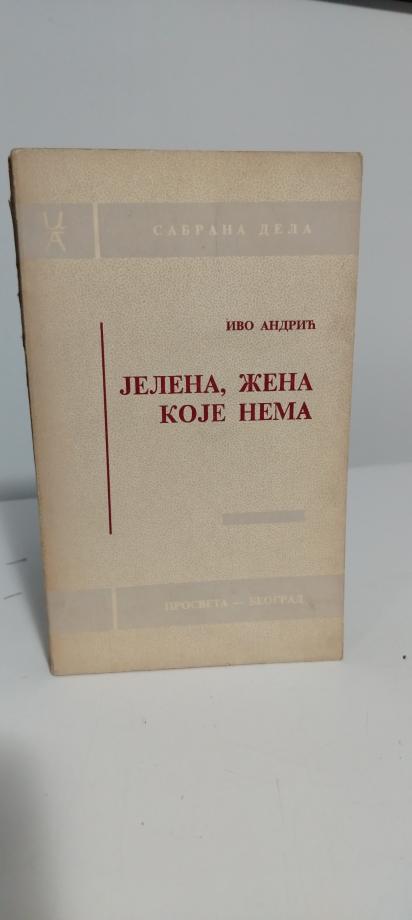 САБРАНА ДЕЛА
ИВО АНДРИЋ
ЈЕЛЕНА, ЖЕНА
КОЈЕ НЕМА
ПРОСВЕТА — БЕОГРАД